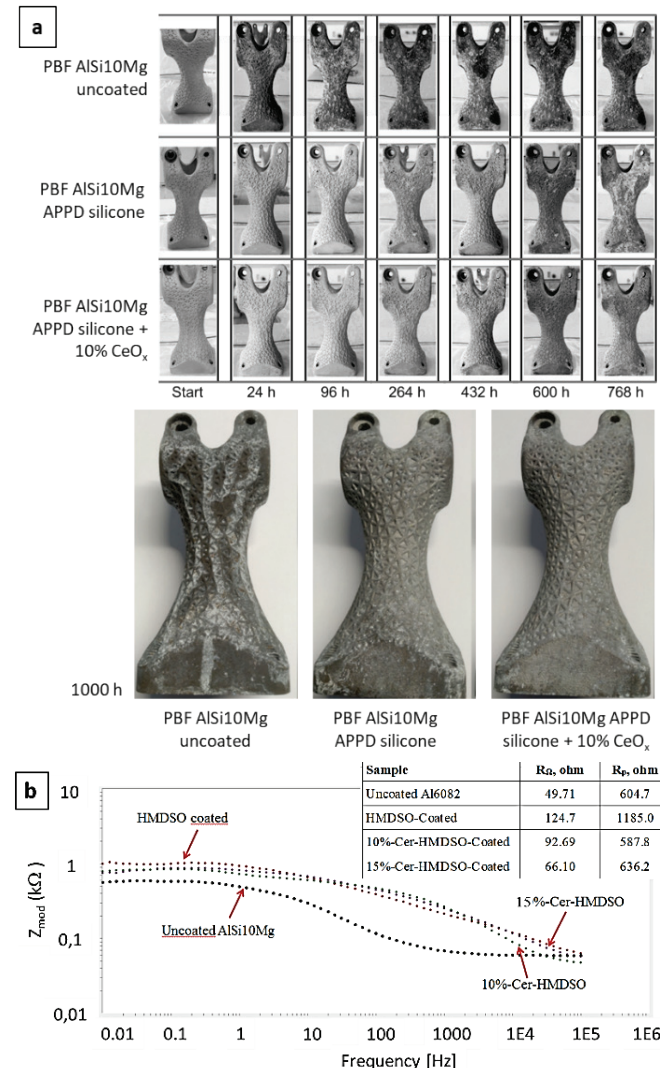 a
PBF AlSi10Mg
uncoated
PBF AlSi10Mg
APPD silicone
PBF AlSi10Mg
APPD silicone +
10% CeOₓ
Start 24 h 96 h 264 h 432 h 600 h 768 h
1000 h
PBF AlSi10Mg
uncoated
PBF AlSi10Mg
APPD silicone
PBF AlSi10Mg APPD
silicone + 10% CeOₓ
b
Sample R_Ω, ohm Rₚ, ohm
Uncoated Al6082 49.71 604.7
HMDSO-Coated 124.7 1185.0
10%-Cer-HMDSO-Coated 92.69 587.8
15%-Cer-HMDSO-Coated 66.10 636.2
Z_mod (kΩ)
10
1
0,1
0,01
HMDSO coated
Uncoated AlSi10Mg
15%-Cer-HMDSO
10%-Cer-HMDSO
0.01 0.1 1 10 100 1000 1E4 1E5 1E6
Frequency [Hz]